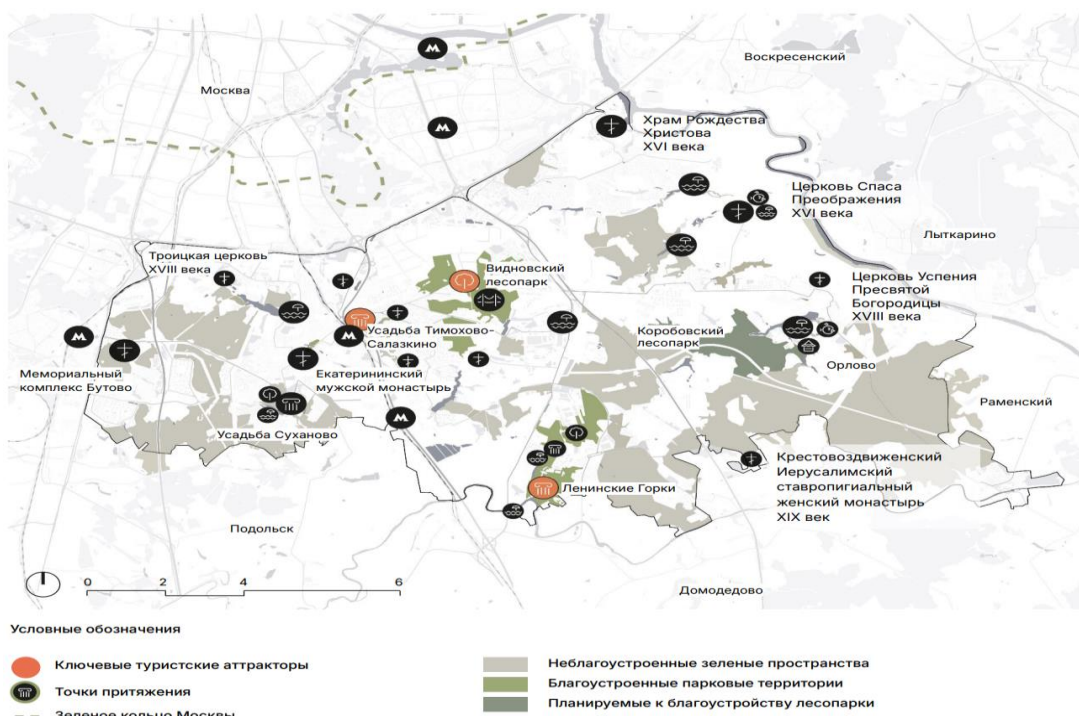 Воскресенский
Москва
Храм Рождества
Христова
XVI века
Церковь Спаса
Преображения
XVI века
Лыткарино
Троицкая церковь
XVIII века
Видновский
лесопарк
Церковь Успения
Пресвятой
Богородицы
XVIII века
Усадьба Тимохово-
Салазкино
Коробовский
лесопарк
Орлово
Мемориальный
комплекс Бутово
Екатерининский
мужской монастырь
Раменский
Усадьба Суханово
Крестовоздвиженский
Иерусалимский
ставропигиальный
женский монастырь
XIX век
Ленинские Горки
Подольск
Домодедово
0 2 4 6
Условные обозначения
Ключевые туристские аттракторы
Точки притяжения
Зеленое кольцо Москвы
Неблагоустроенные зеленые пространства
Благоустроенные парковые территории
Планируемые к благоустройству лесопарки